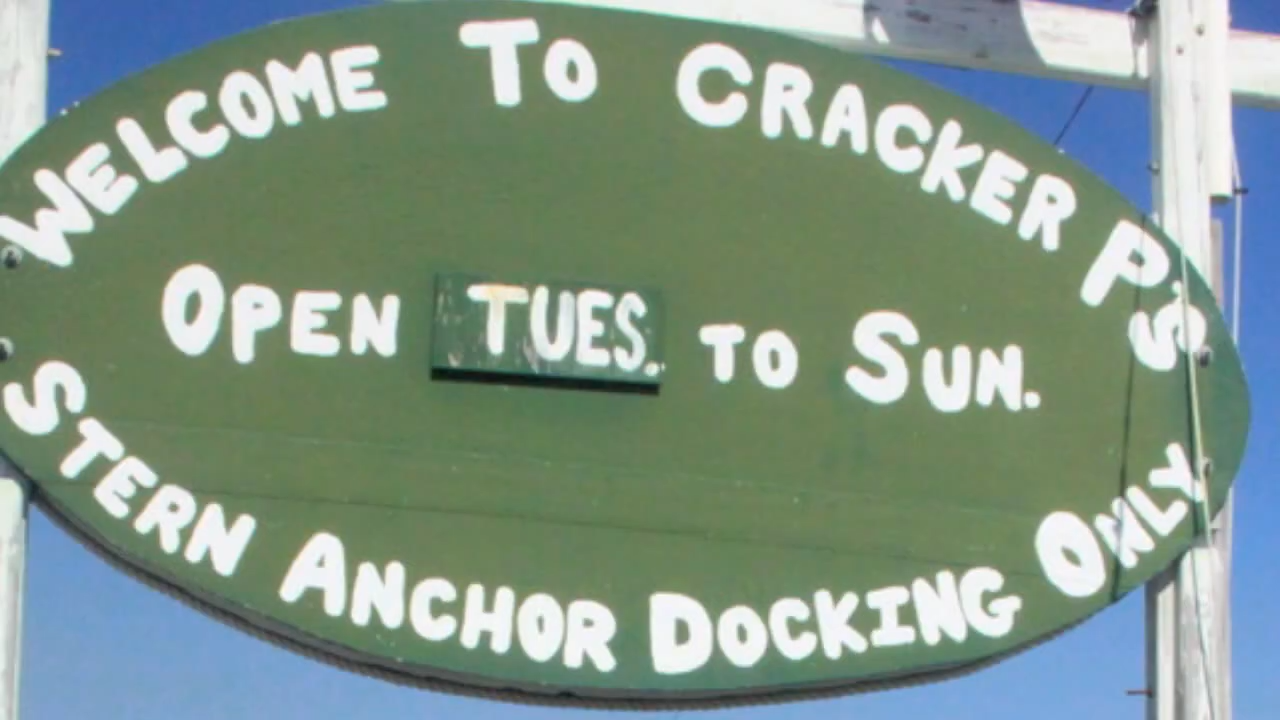 WELCOME TO CRACKER P'S
OPEN TUES. TO SUN.
STERN ANCHOR DOCKING ONLY